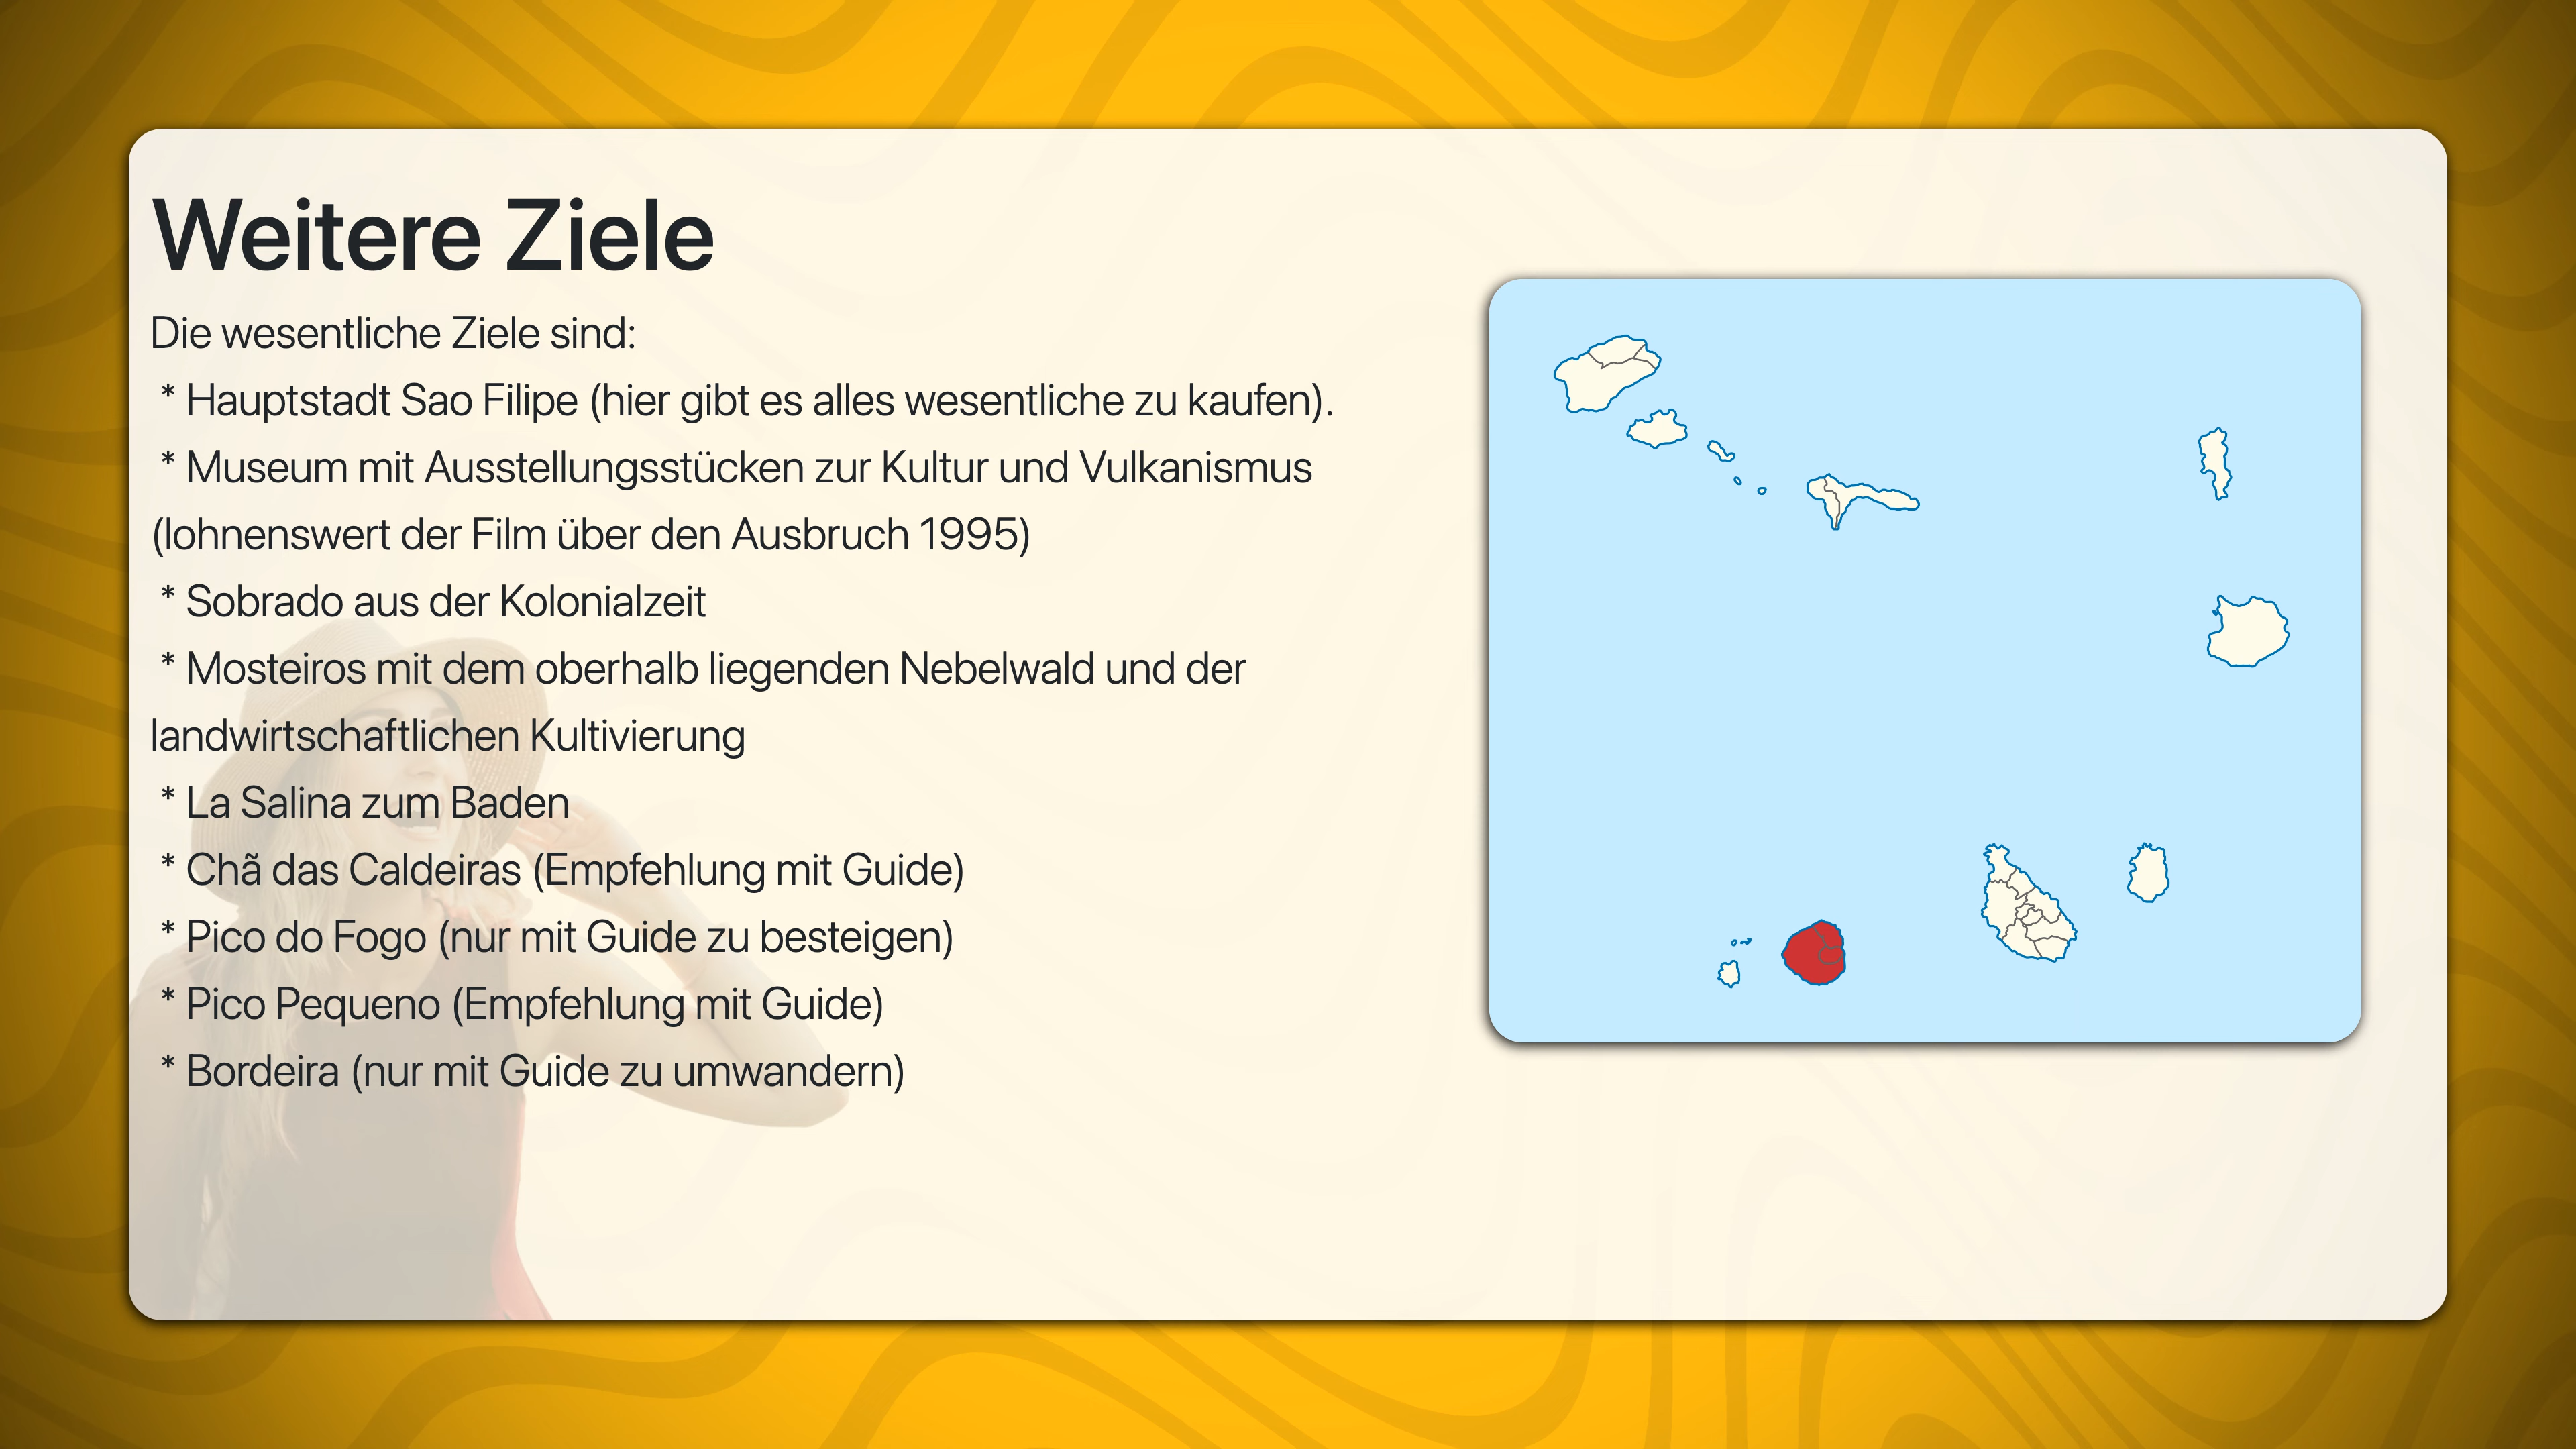 Weitere Ziele
Die wesentliche Ziele sind:
* Hauptstadt Sao Filipe (hier gibt es alles wesentliche zu kaufen).
* Museum mit Ausstellungsstücken zur Kultur und Vulkanismus
(lohnenswert der Film über den Ausbruch 1995)
* Sobrado aus der Kolonialzeit
* Mosteiros mit dem oberhalb liegenden Nebelwald und der
landwirtschaftlichen Kultivierung
* La Salina zum Baden
* Chã das Caldeiras (Empfehlung mit Guide)
* Pico do Fogo (nur mit Guide zu besteigen)
* Pico Pequeno (Empfehlung mit Guide)
* Bordeira (nur mit Guide zu umwandern)